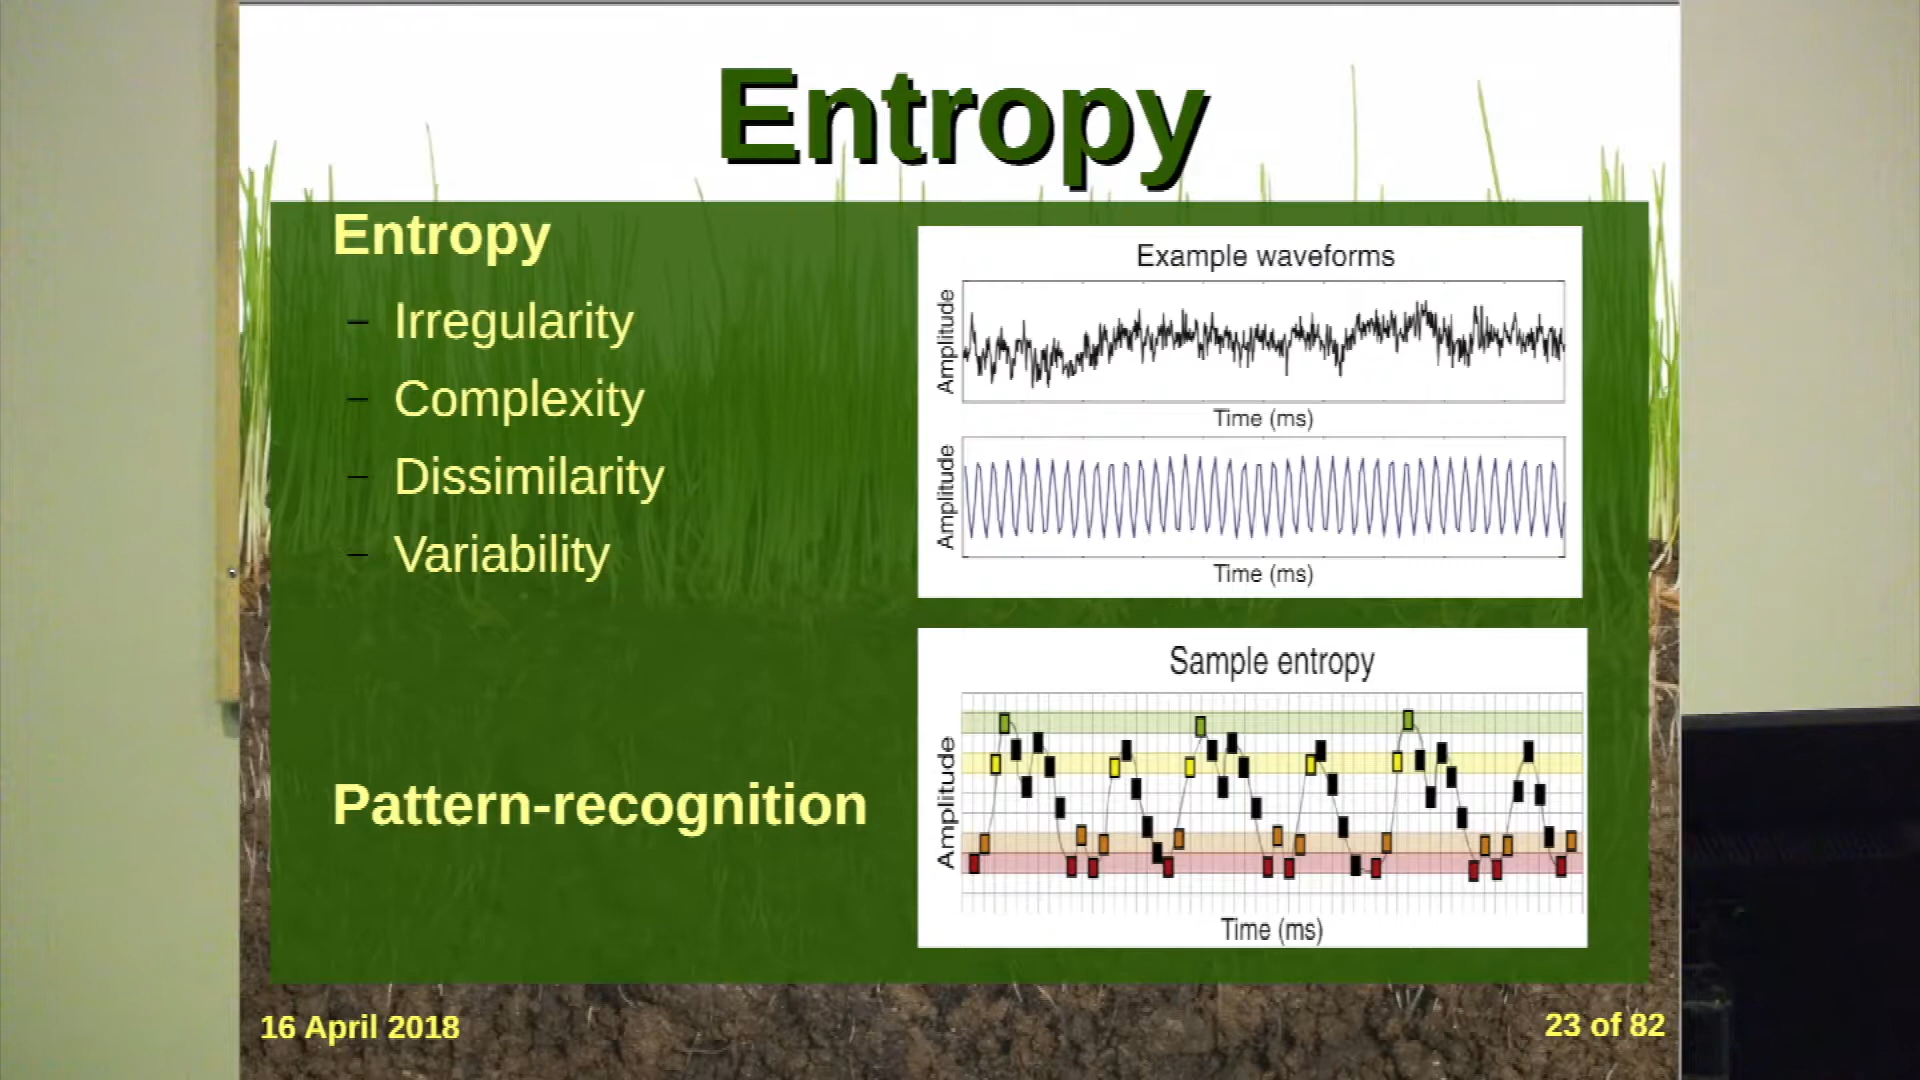 Entropy
Entropy
– Irregularity
– Complexity
– Dissimilarity
– Variability
Pattern-recognition
Example waveforms
Amplitude
Time (ms)
Amplitude
Time (ms)
Sample entropy
Amplitude
Time (ms)
16 April 2018
23 of 82